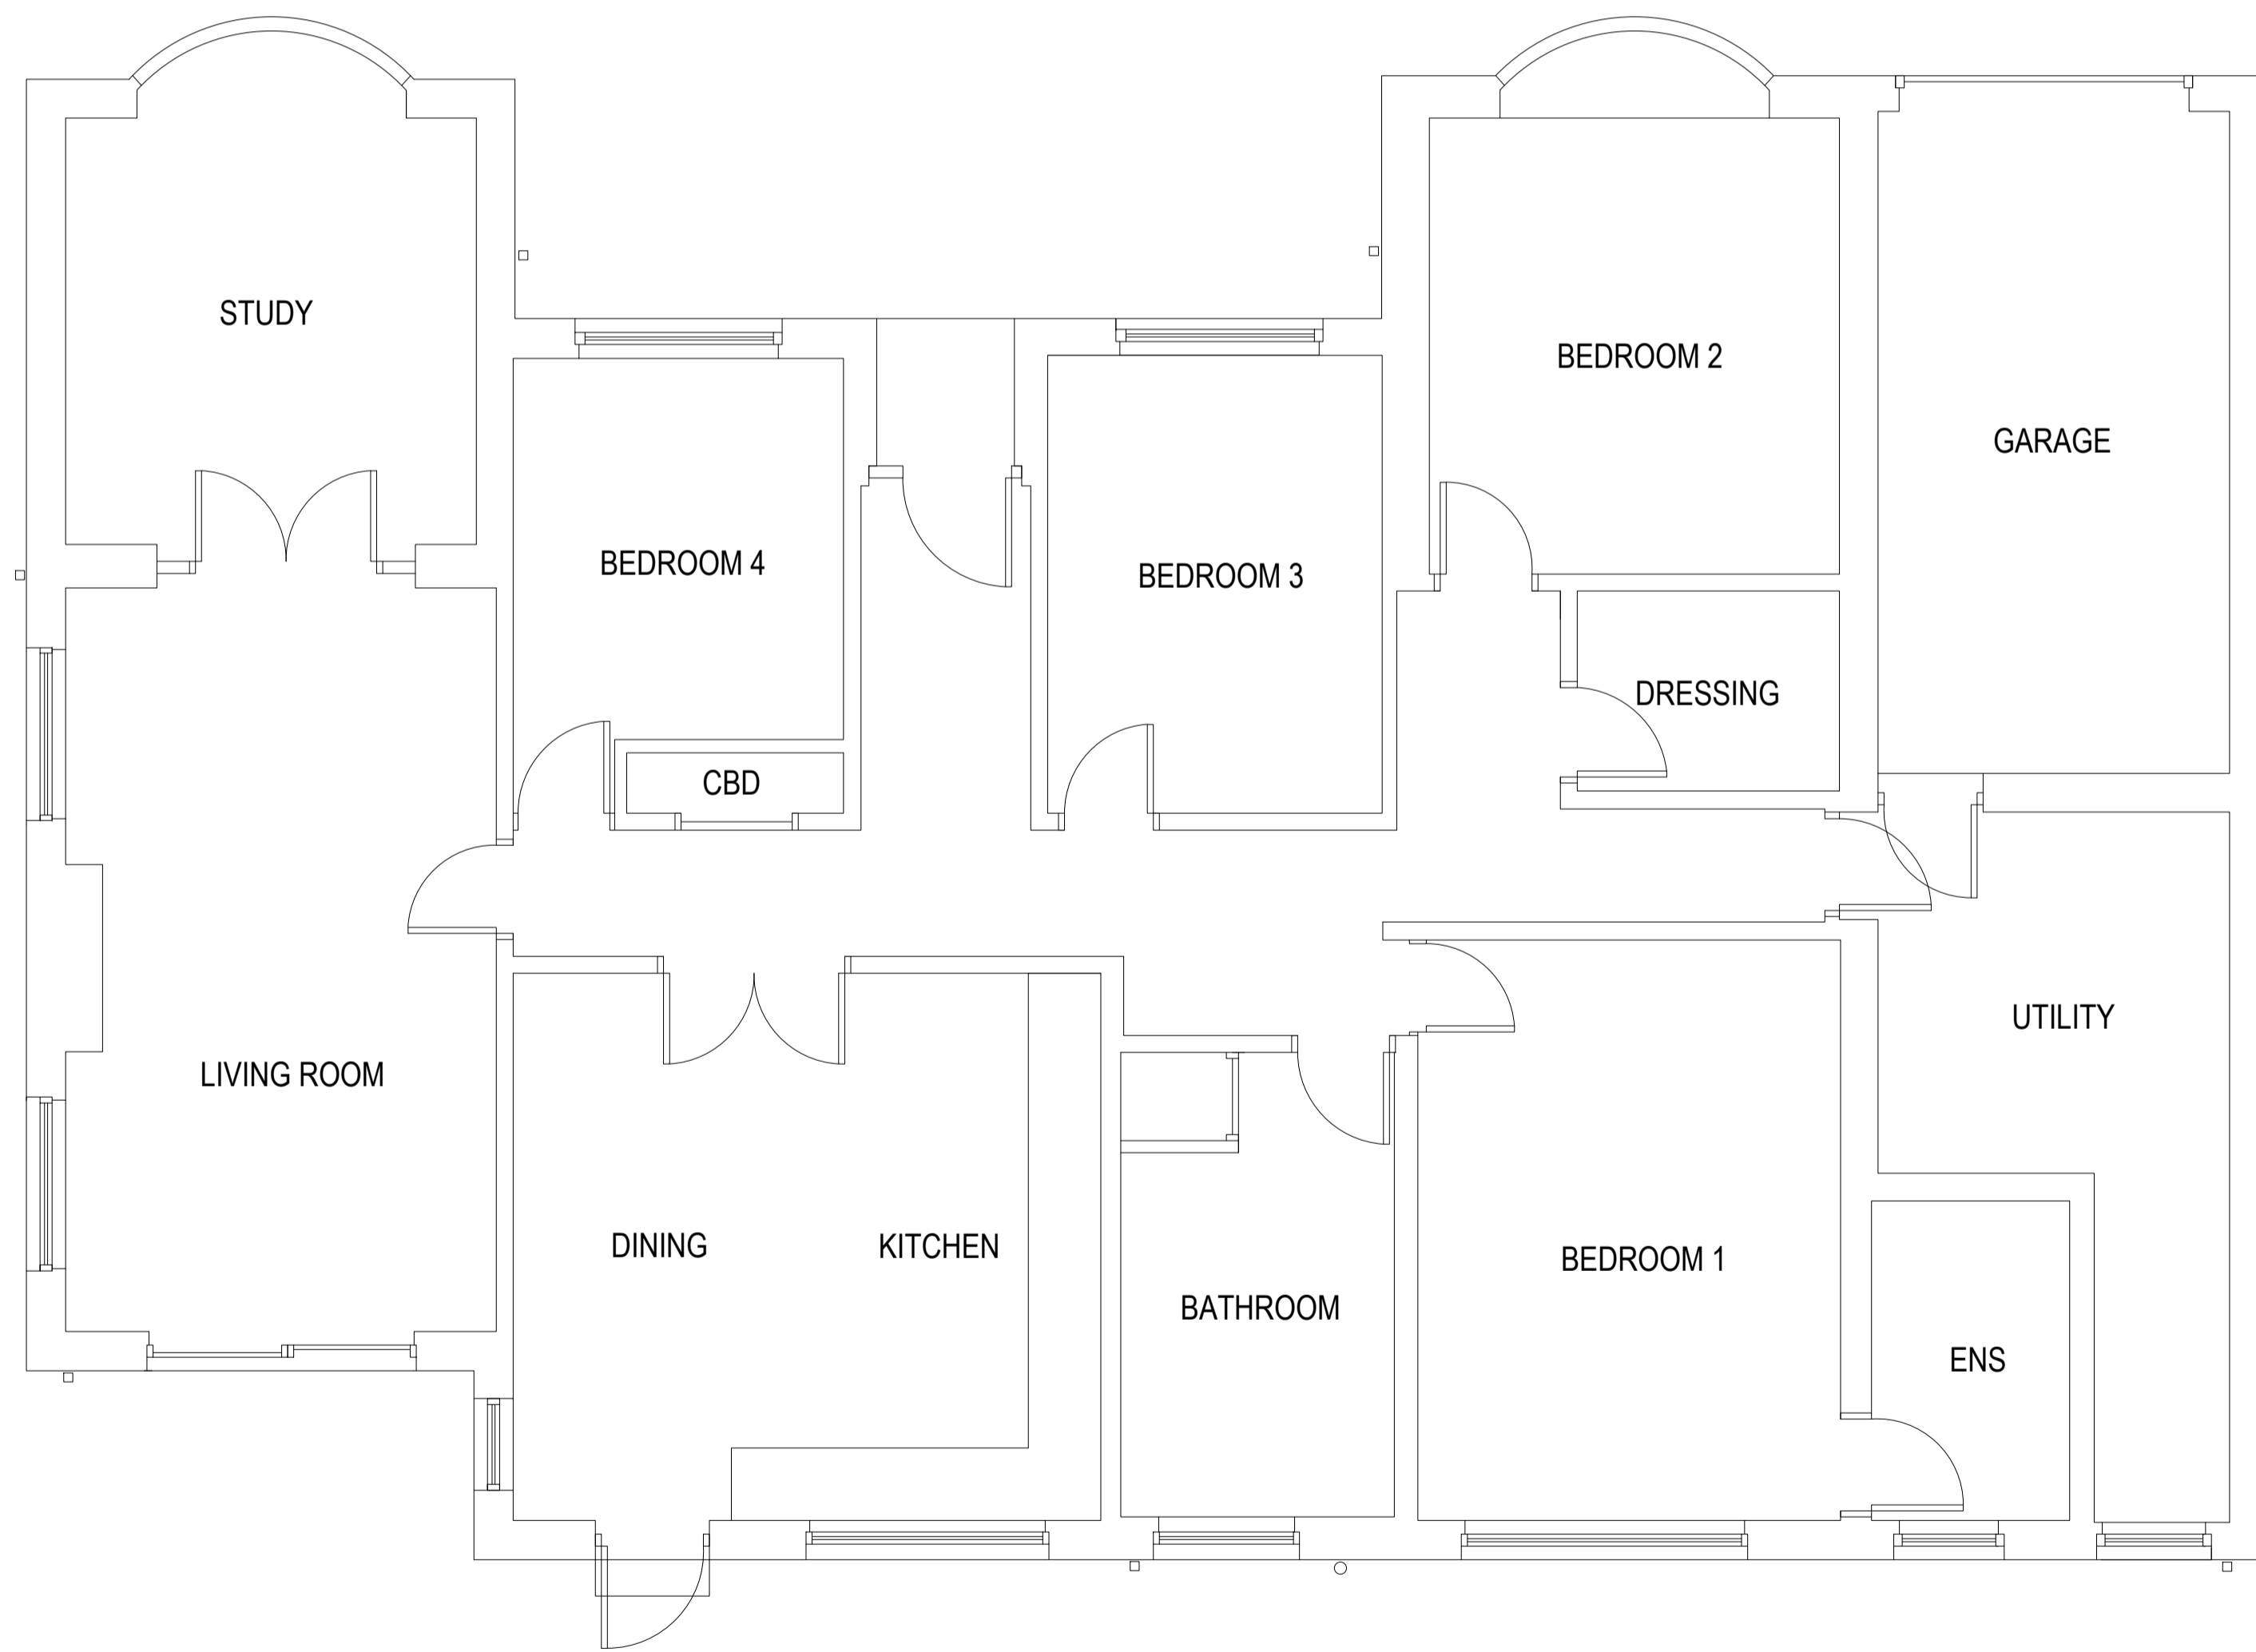 STUDY
BEDROOM 2
GARAGE
BEDROOM 4
BEDROOM 3
DRESSING
CBD
UTILITY
LIVING ROOM
DINING
KITCHEN
BEDROOM 1
BATHROOM
ENS